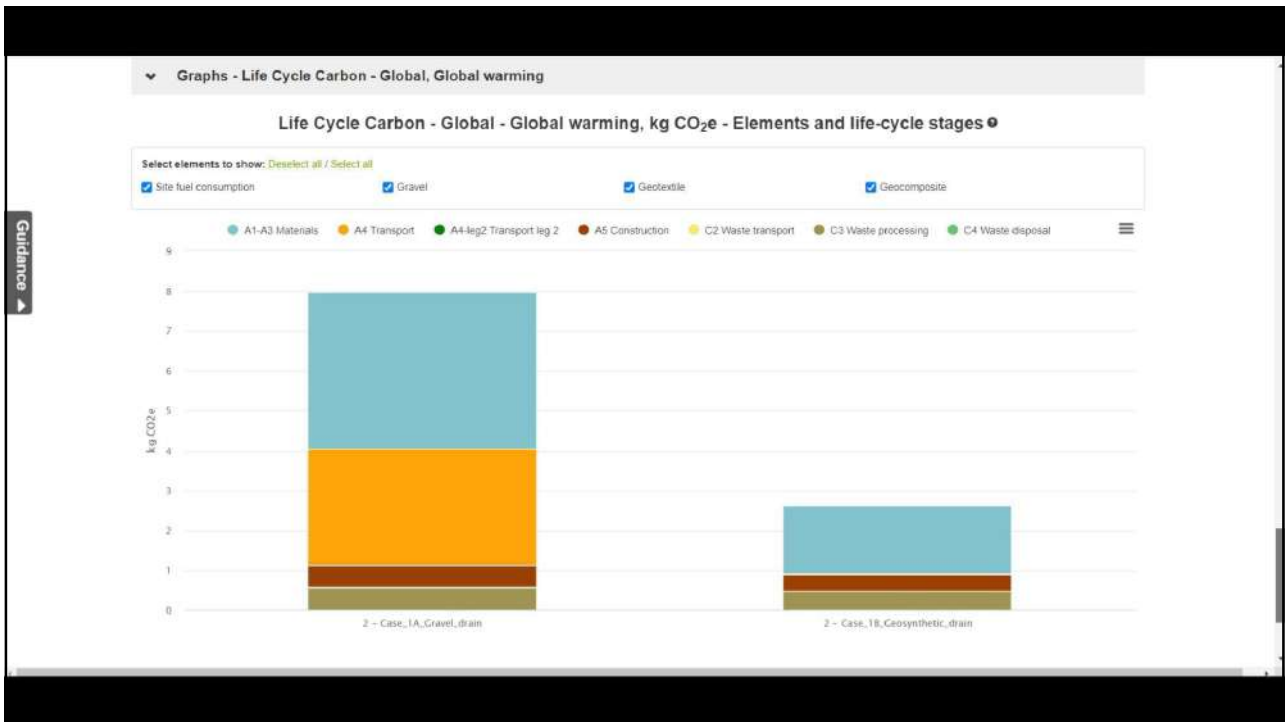 Graphs - Life Cycle Carbon - Global, Global warming
Life Cycle Carbon - Global - Global warming, kg CO₂e - Elements and life-cycle stages
Select elements to show: Deselect all / Select all
Site fuel consumption Gravel Geotextile Geocomposite
Guidance
A1-A3 Materials A4 Transport A4-leg2 Transport leg 2 A5 Construction C2 Waste transport C3 Waste processing C4 Waste disposal
9
8
7
6
5
4
3
2
1
0
kg CO2e
2 - Case_1A_Gravel_drain 2 - Case_1B_Geosynthetic_drain